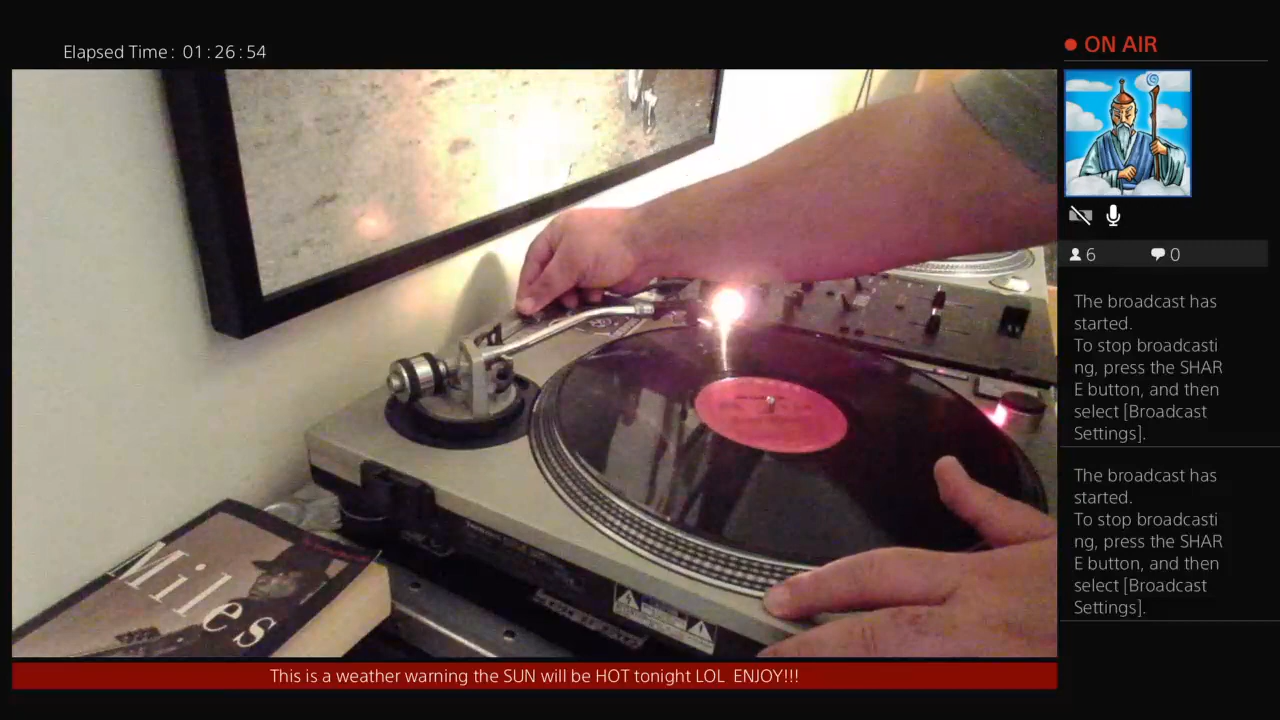 Elapsed Time: 01:26:54
ON AIR
6
0
The broadcast has
started.
To stop broadcasti
ng, press the SHAR
E button, and then
select [Broadcast
Settings].
The broadcast has
started.
To stop broadcasti
ng, press the SHAR
E button, and then
select [Broadcast
Settings].
Miles
This is a weather warning the SUN will be HOT tonight LOL ENJOY!!!